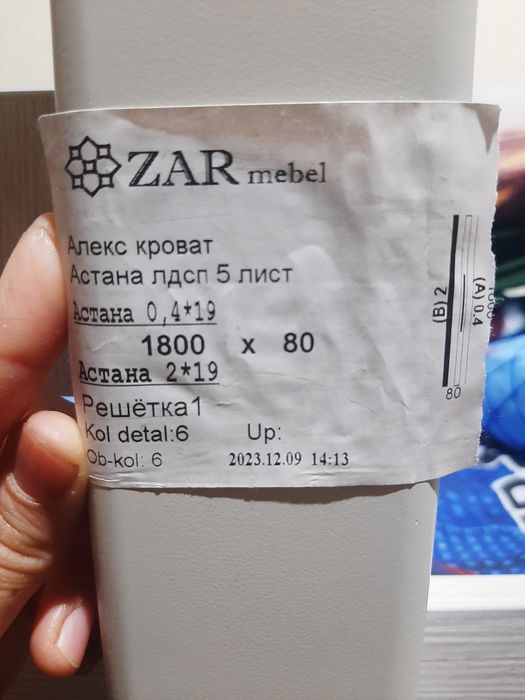 ZAR mebel
Алекс кроват
Астана лдсп 5 лист
Астана 0,4*19
1800 x 80
Астана 2*19
Решётка1
Kol detal:6 Up:
Ob-kol: 6 2023.12.09 14:13
(B) 2
(A) 0.4
80